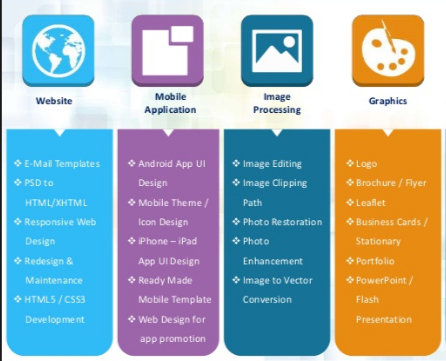 Website
Mobile
Application
Image
Processing
Graphics
❖ E-Mail Templates
❖ PSD to
HTML/XHTML
❖ Responsive Web
Design
❖ Redesign &
Maintenance
❖ HTML5 / CSS3
Development
❖ Android App UI
Design
❖ Mobile Theme /
Icon Design
❖ iPhone – iPad
App UI Design
❖ Ready Made
Mobile Template
❖ Web Design for
app promotion
❖ Image Editing
❖ Image Clipping
Path
❖ Photo Restoration
❖ Photo
Enhancement
❖ Image to Vector
Conversion
❖ Logo
❖ Brochure / Flyer
❖ Leaflet
❖ Business Cards /
Stationary
❖ Portfolio
❖ PowerPoint /
Flash
Presentation